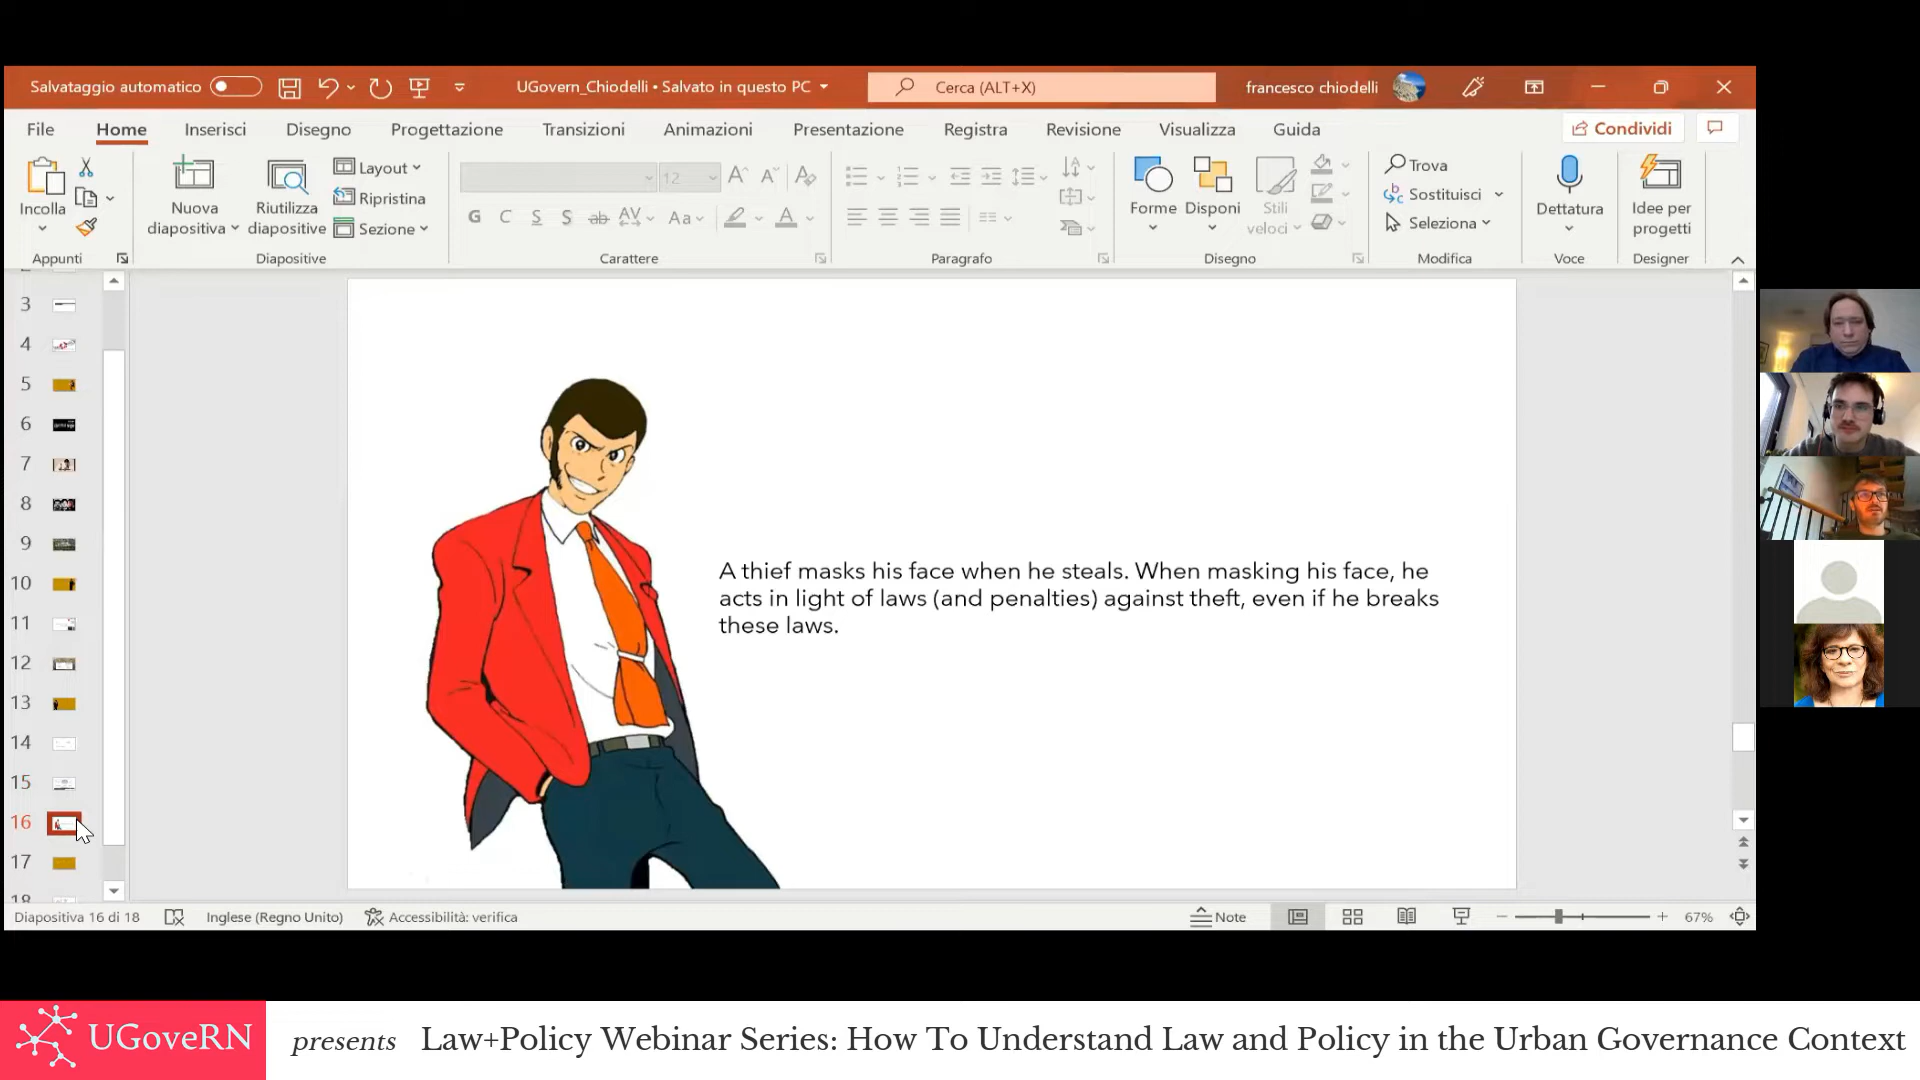 Salvataggio automatico
UGovern_Chiodelli • Salvato in questo PC
Cerca (ALT+X)
francesco chiodelli
File Home Inserisci Disegno Progettazione Transizioni Animazioni Presentazione Registra Revisione Visualizza Guida
Condividi
Incolla
Appunti
Nuova
diapositiva
Riutilizza
diapositive
Layout
Ripristina
Sezione
Diapositive
12
G C S S ab AV Aa A
Carattere
Paragrafo
Forme
Disponi
Stili
veloci
Disegno
Trova
Sostituisci
Seleziona
Modifica
Dettatura
Voce
Idee per
progetti
Designer
3
4
5
6
7
8
9
10
11
12
13
14
15
16
17
18
A thief masks his face when he steals. When masking his face, he
acts in light of laws (and penalties) against theft, even if he breaks
these laws.
Diapositiva 16 di 18
Inglese (Regno Unito)
Accessibilità: verifica
Note
67%
UGoveRN
presents Law+Policy Webinar Series: How To Understand Law and Policy in the Urban Governance Context